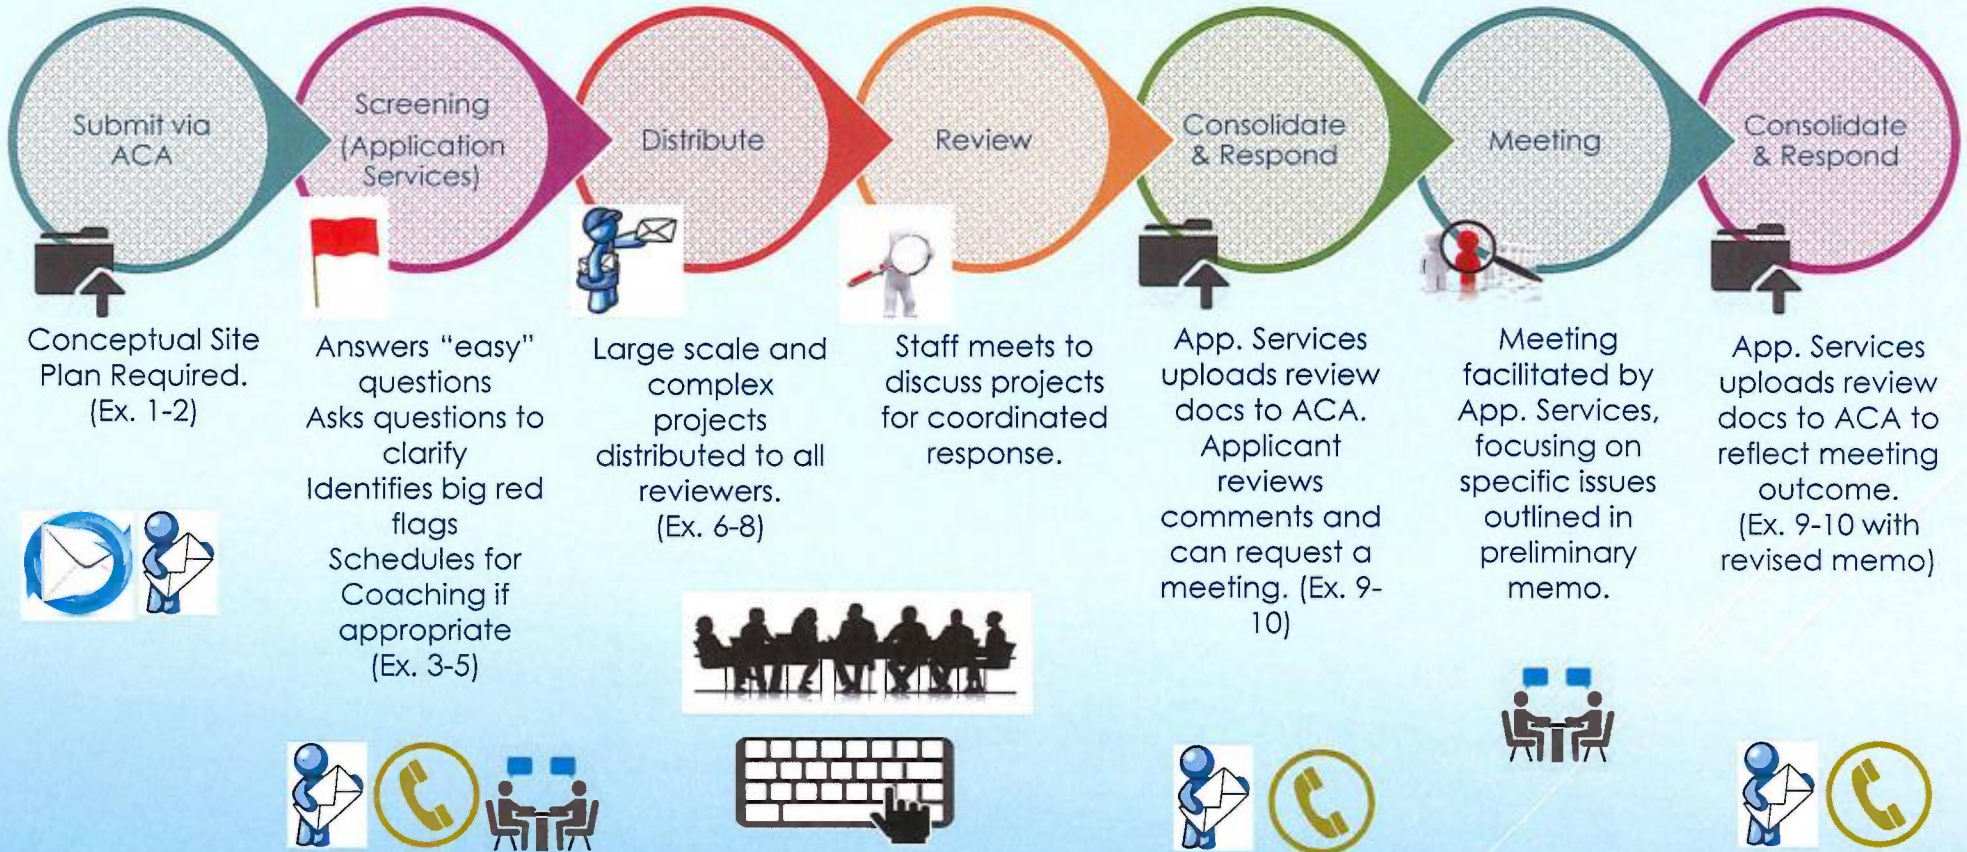 Submit via
ACA
Screening
(Application
Services)
Distribute
Review
Consolidate
& Respond
Meeting
Consolidate
& Respond
Conceptual Site
Plan Required.
(Ex. 1-2)
Answers “easy”
questions
Asks questions to
clarify
Identifies big red
flags
Schedules for
Coaching if
appropriate
(Ex. 3-5)
Large scale and
complex
projects
distributed to all
reviewers.
(Ex. 6-8)
Staff meets to
discuss projects
for coordinated
response.
App. Services
uploads review
docs to ACA.
Applicant
reviews
comments and
can request a
meeting. (Ex. 9-
10)
Meeting
facilitated by
App. Services,
focusing on
specific issues
outlined in
preliminary
memo.
App. Services
uploads review
docs to ACA to
reflect meeting
outcome.
(Ex. 9-10 with
revised memo)